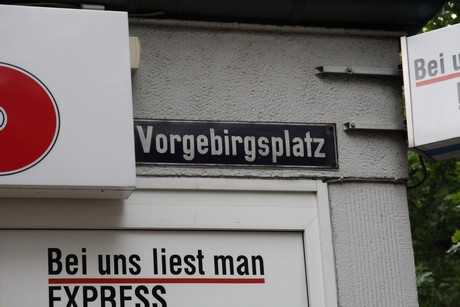 Vorgebirgsplatz
Bei u
Bei uns liest man
EXPRESS